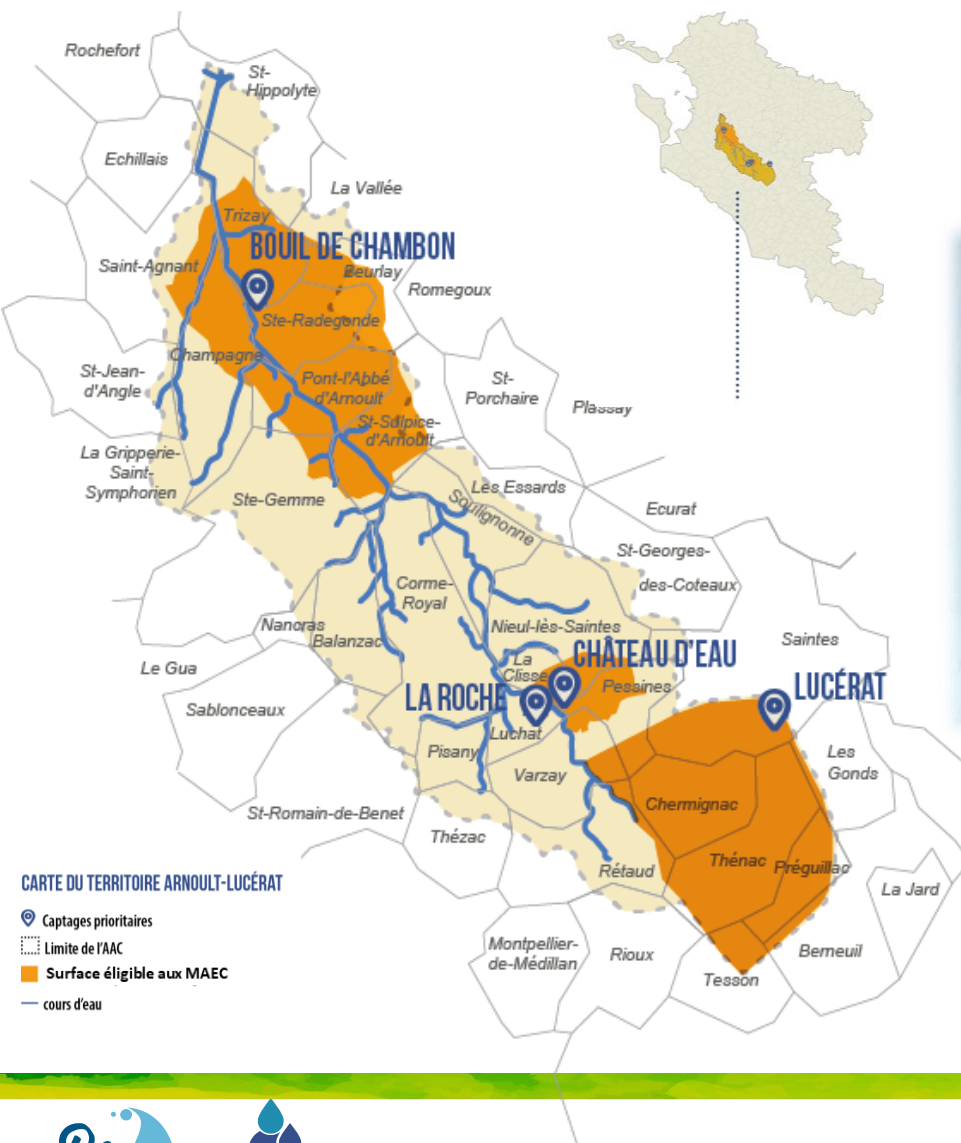 Rochefort
St-
Hippolyte
Echillais
La Vallée
Trizay
BOUIL DE CHAMBON
Saint-Agnant
Beurlay
Romegoux
Ste-Radegonde
Champagne
St-Jean-
d'Angle
Pont-l'Abbé
d'Arnoult
St-
Porchaire
Plassay
St-Sulpice-
d'Arnoult
La Gripperie-
Saint-
Symphorien
Ste-Gemme
Les Essards
Soulignonne
Ecurat
St-Georges-
des-Coteaux
Corme-
Royal
Nancras
Balanzac
Nieul-lès-Saintes
Saintes
Le Gua
La
Clisse
CHÂTEAU D'EAU
Pessines
LUCÉRAT
LA ROCHE
Sablonceaux
Luchat
Pisany
Varzay
Les
Gonds
Chermignac
St-Romain-de-Benet
Thézac
Rétaud
Thénac
Préguillac
La Jard
CARTE DU TERRITOIRE ARNOULT-LUCÉRAT
Captages prioritaires
Limite de l'AAC
Surface éligible aux MAEC
cours d'eau
Montpellier-
de-Médillan
Rioux
Berneuil
Tesson